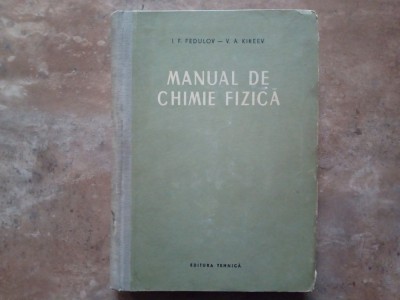 I. F. FEDULOV – V. A. KIREEV
MANUAL DE
CHIMIE FIZICĂ
EDITURA TEHNICĂ